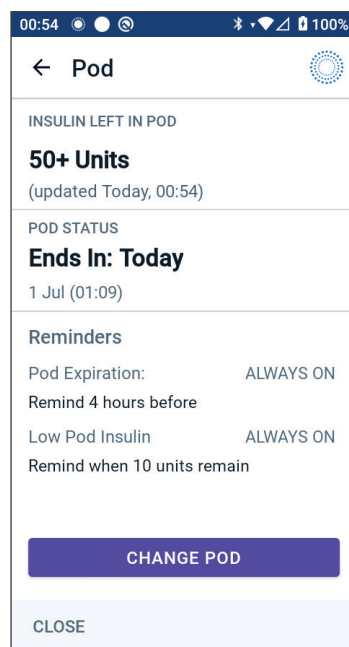 00:54 100%
Pod
INSULIN LEFT IN POD
50+ Units
(updated Today, 00:54)
POD STATUS
Ends In: Today
1 Jul (01:09)
Reminders
Pod Expiration: ALWAYS ON
Remind 4 hours before
Low Pod Insulin ALWAYS ON
Remind when 10 units remain
CHANGE POD
CLOSE